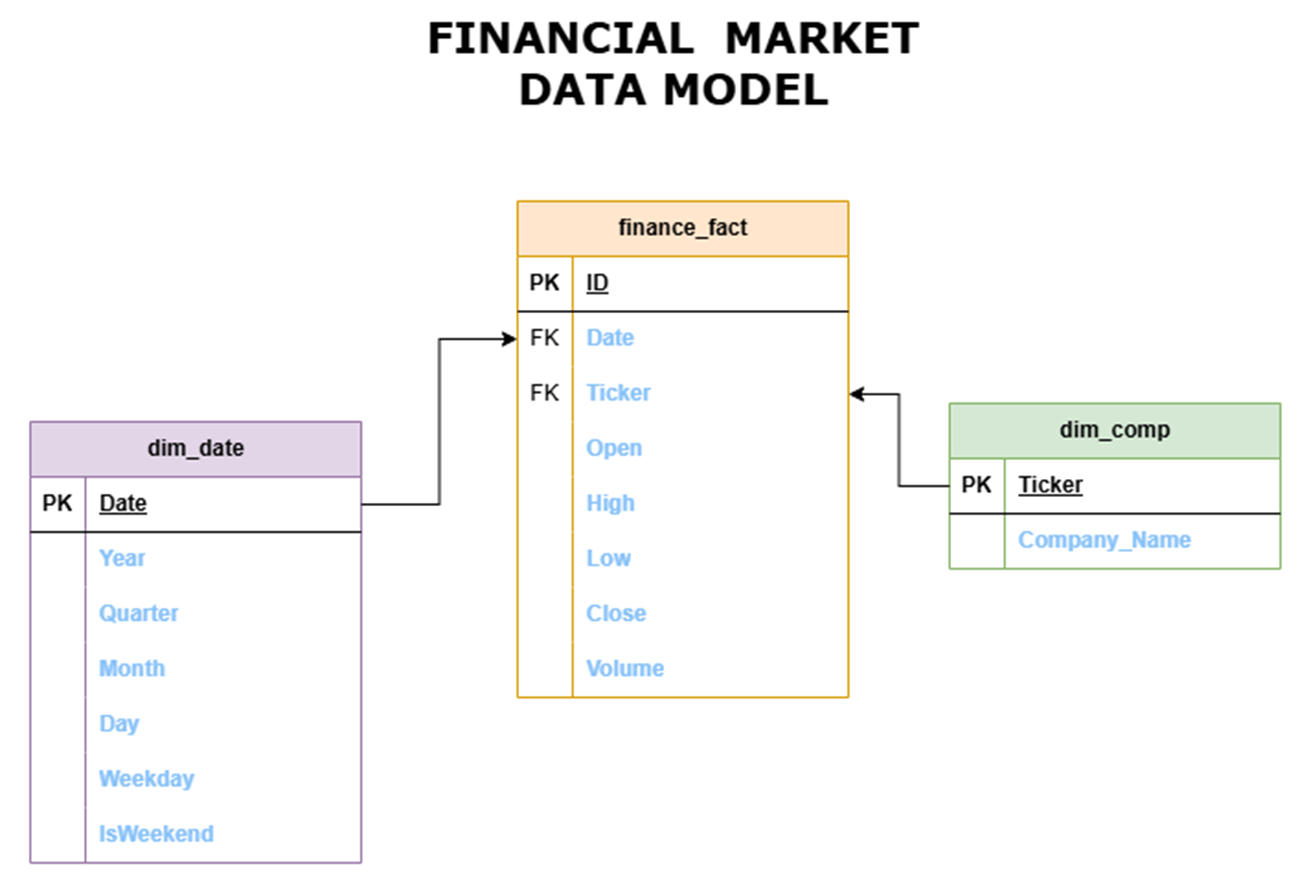 FINANCIAL MARKET
DATA MODEL
finance_fact
PK ID
FK Date
FK Ticker
Open
High
Low
Close
Volume
dim_date
PK Date
Year
Quarter
Month
Day
Weekday
IsWeekend
dim_comp
PK Ticker
Company_Name